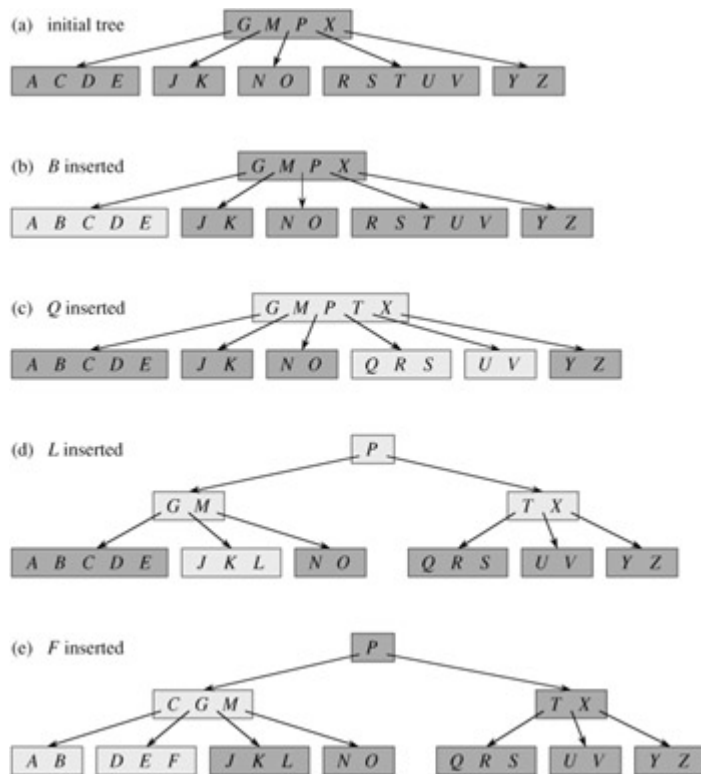 (a) initial tree
G M P X
A C D E J K N O R S T U V Y Z
(b) B inserted
G M P X
A B C D E J K N O R S T U V Y Z
(c) Q inserted
G M P T X
A B C D E J K N O Q R S U V Y Z
(d) L inserted
P
G M T X
A B C D E J K L N O Q R S U V Y Z
(e) F inserted
P
C G M T X
A B D E F J K L N O Q R S U V Y Z